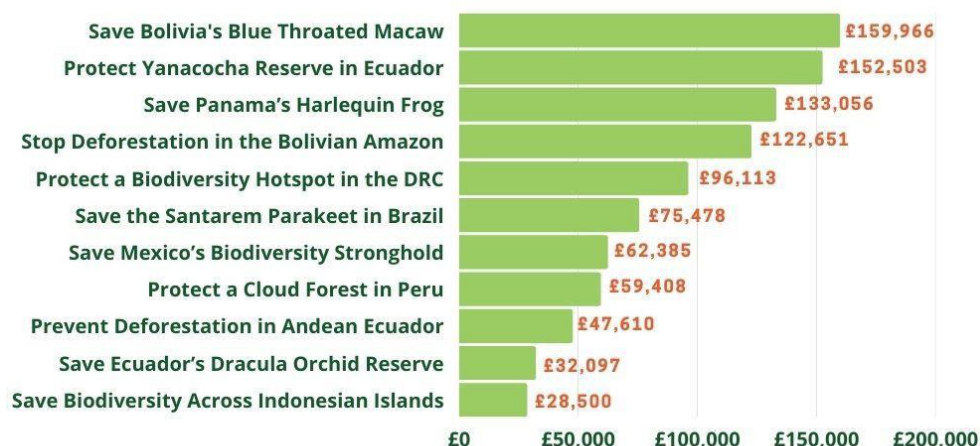 Save Bolivia's Blue Throated Macaw £159,966
Protect Yanacocha Reserve in Ecuador £152,503
Save Panama’s Harlequin Frog £133,056
Stop Deforestation in the Bolivian Amazon £122,651
Protect a Biodiversity Hotspot in the DRC £96,113
Save the Santarem Parakeet in Brazil £75,478
Save Mexico’s Biodiversity Stronghold £62,385
Protect a Cloud Forest in Peru £59,408
Prevent Deforestation in Andean Ecuador £47,610
Save Ecuador’s Dracula Orchid Reserve £32,097
Save Biodiversity Across Indonesian Islands £28,500
£0 £50,000 £100,000 £150,000 £200,000